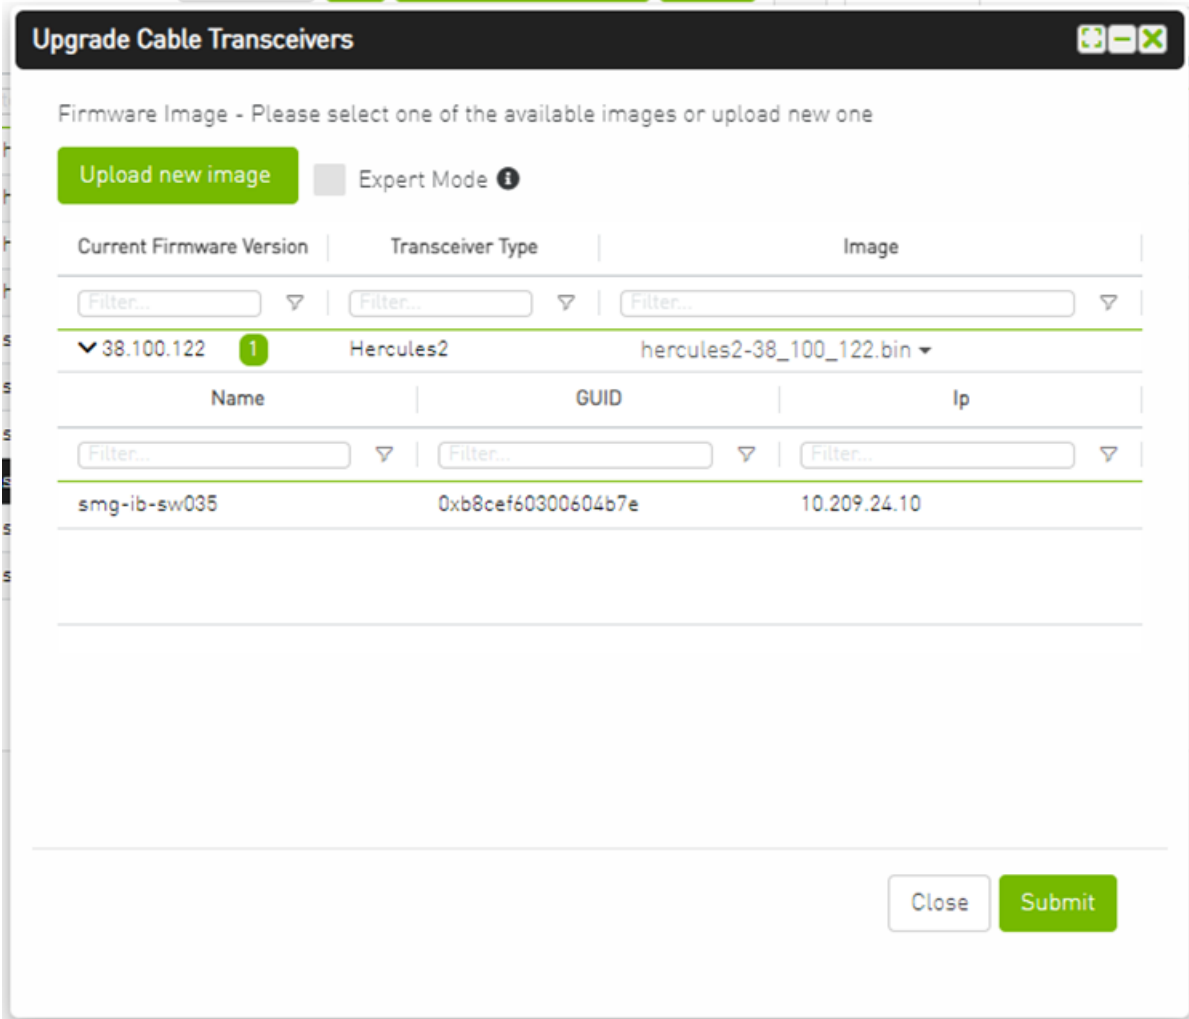 Upgrade Cable Transceivers
Firmware Image - Please select one of the available images or upload new one
Upload new image Expert Mode
Current Firmware Version Transceiver Type Image
Filter... Filter... Filter...
38.100.122 1 Hercules2 hercules2-38_100_122.bin
Name GUID Ip
Filter... Filter... Filter...
smg-ib-sw035 0xb8cef60300604b7e 10.209.24.10
Close Submit